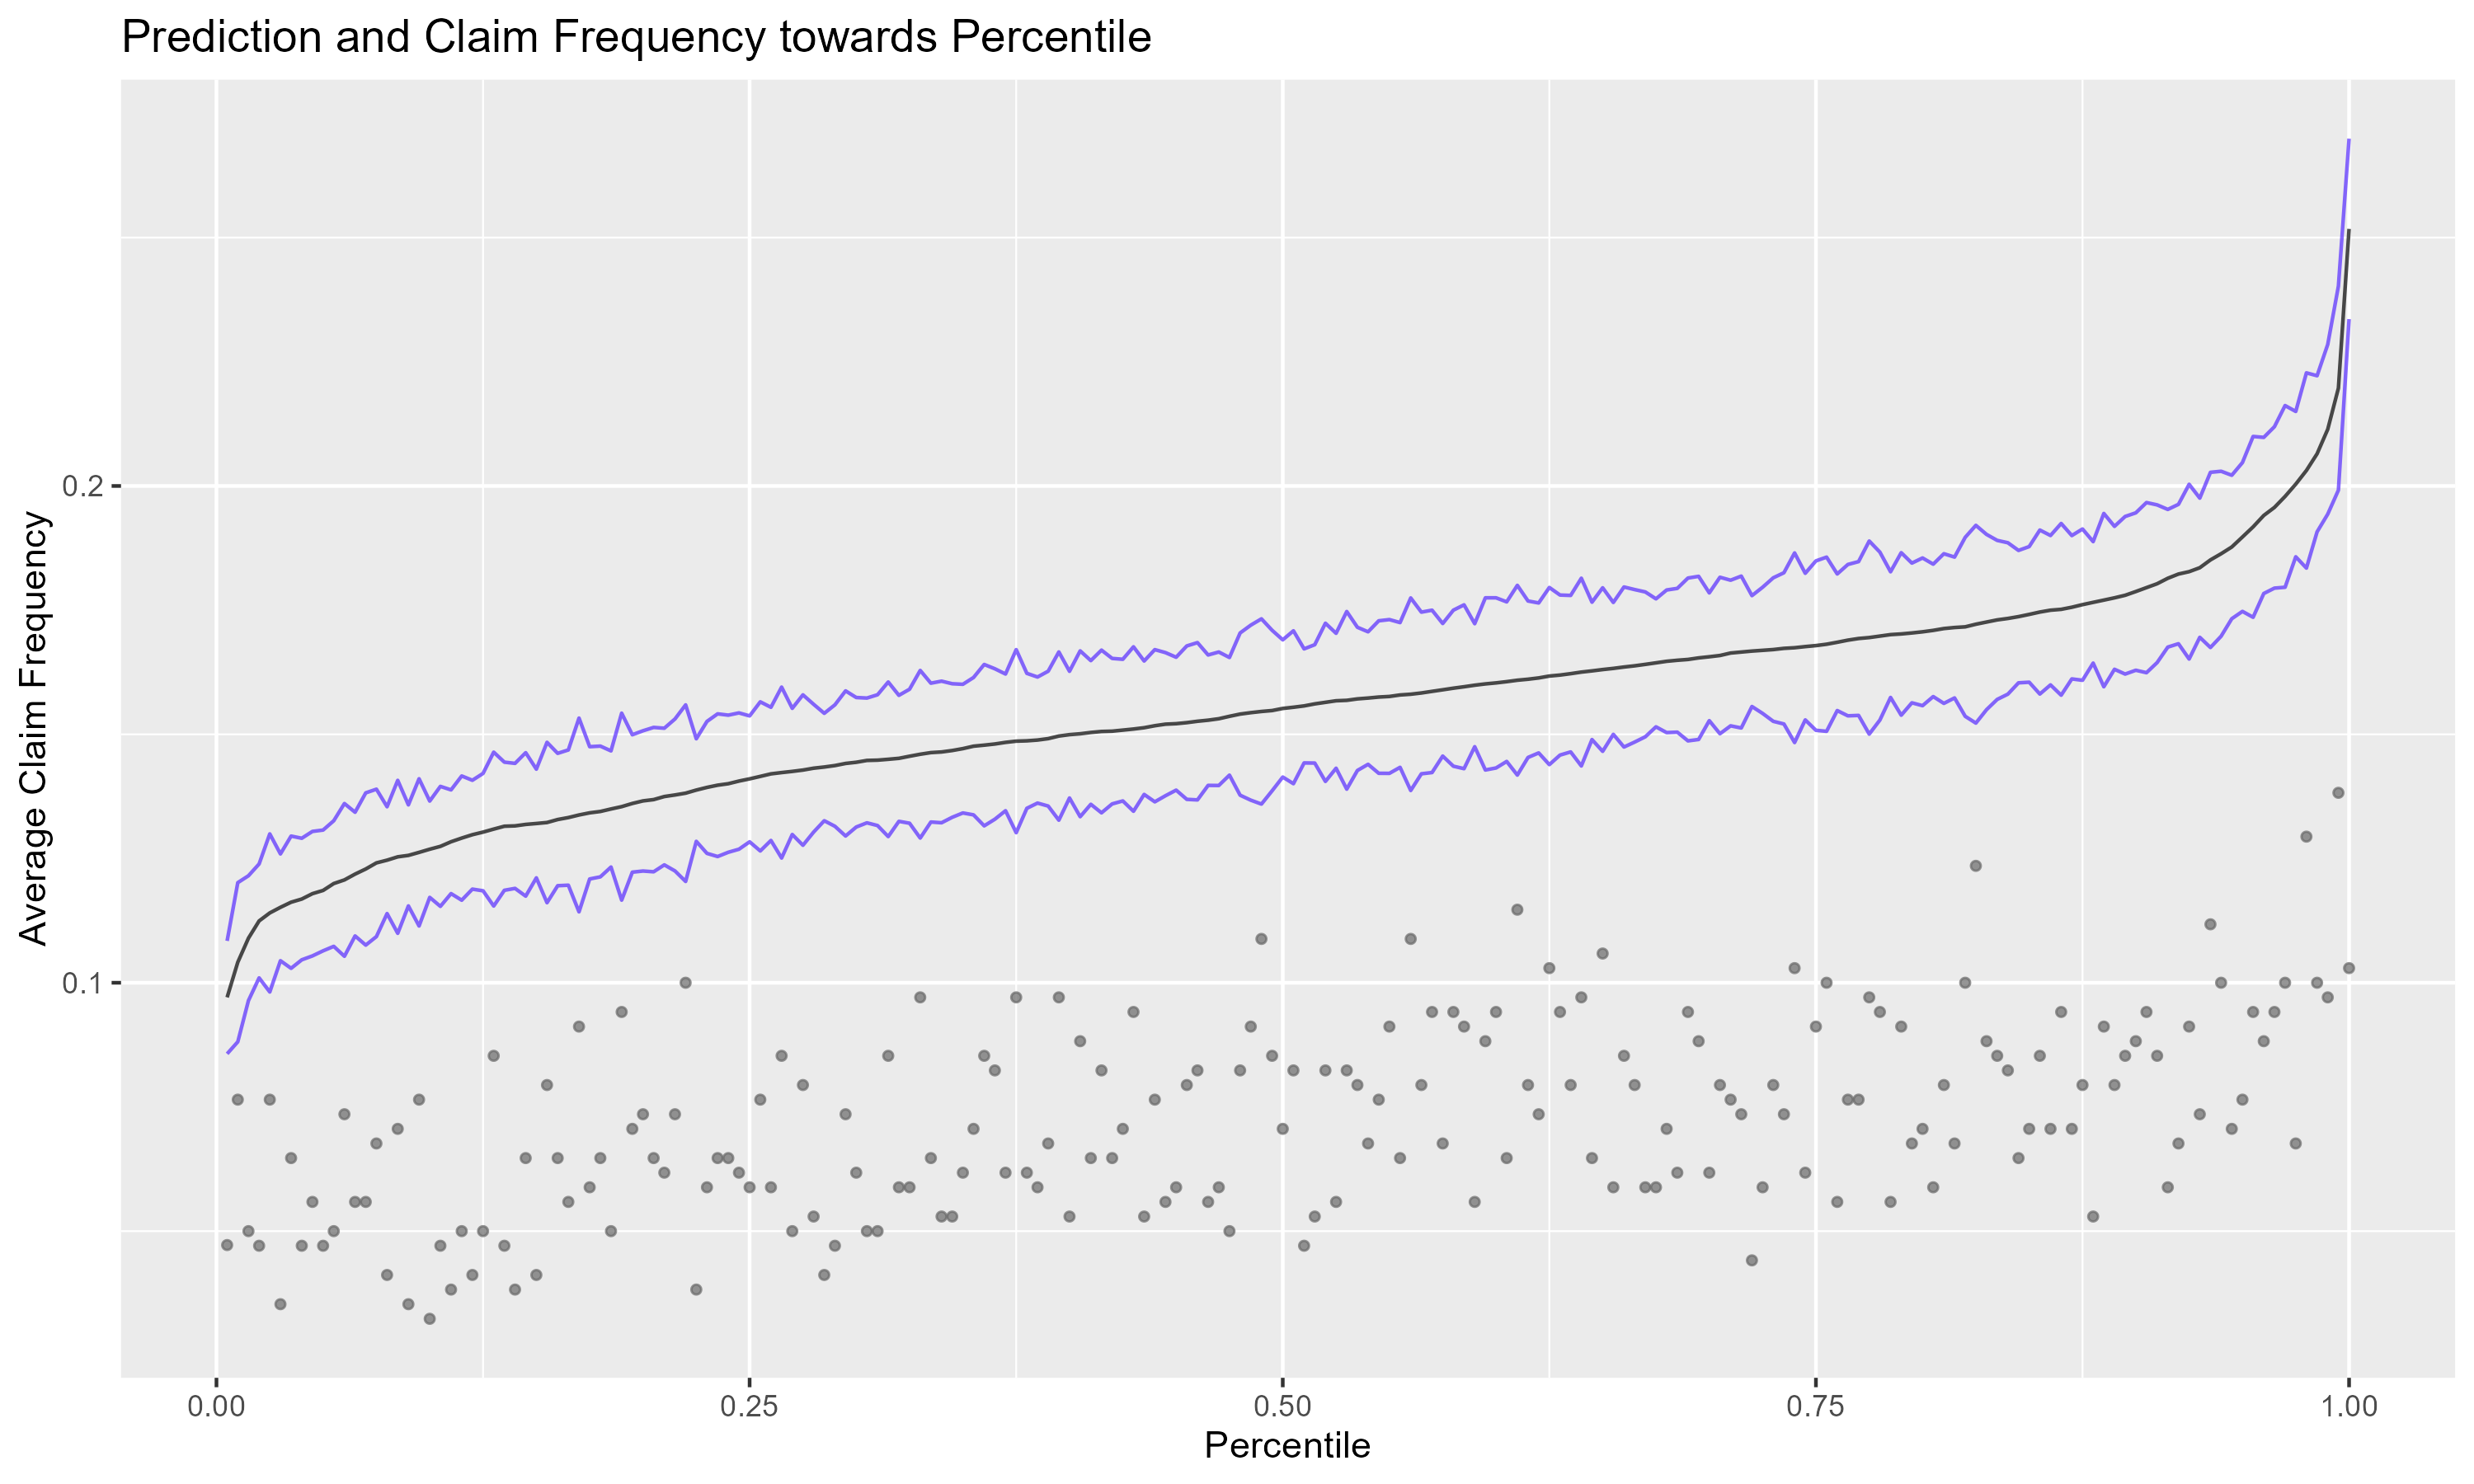 Prediction and Claim Frequency towards Percentile
Average Claim Frequency
0.2
0.1
0.00
0.25
0.50
0.75
1.00
Percentile